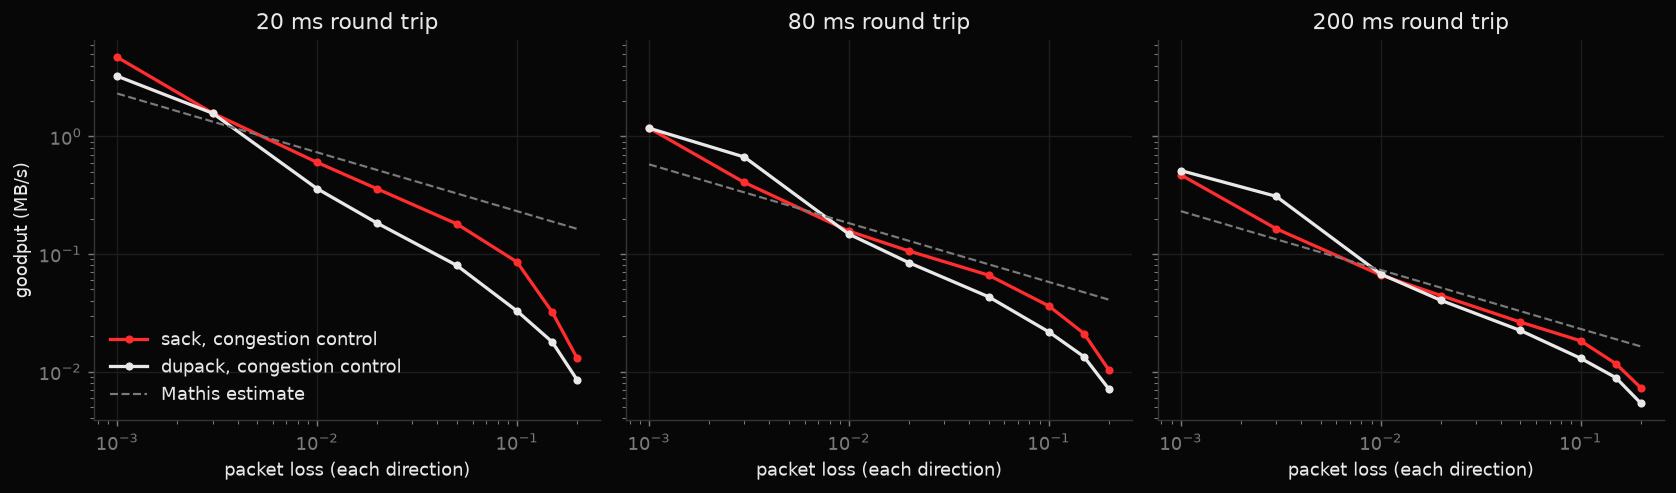 20 ms round trip
80 ms round trip
200 ms round trip
goodput (MB/s)
10⁰
10⁻¹
10⁻²
sack, congestion control
dupack, congestion control
Mathis estimate
10⁻³ 10⁻² 10⁻¹
10⁻³ 10⁻² 10⁻¹
10⁻³ 10⁻² 10⁻¹
packet loss (each direction)
packet loss (each direction)
packet loss (each direction)